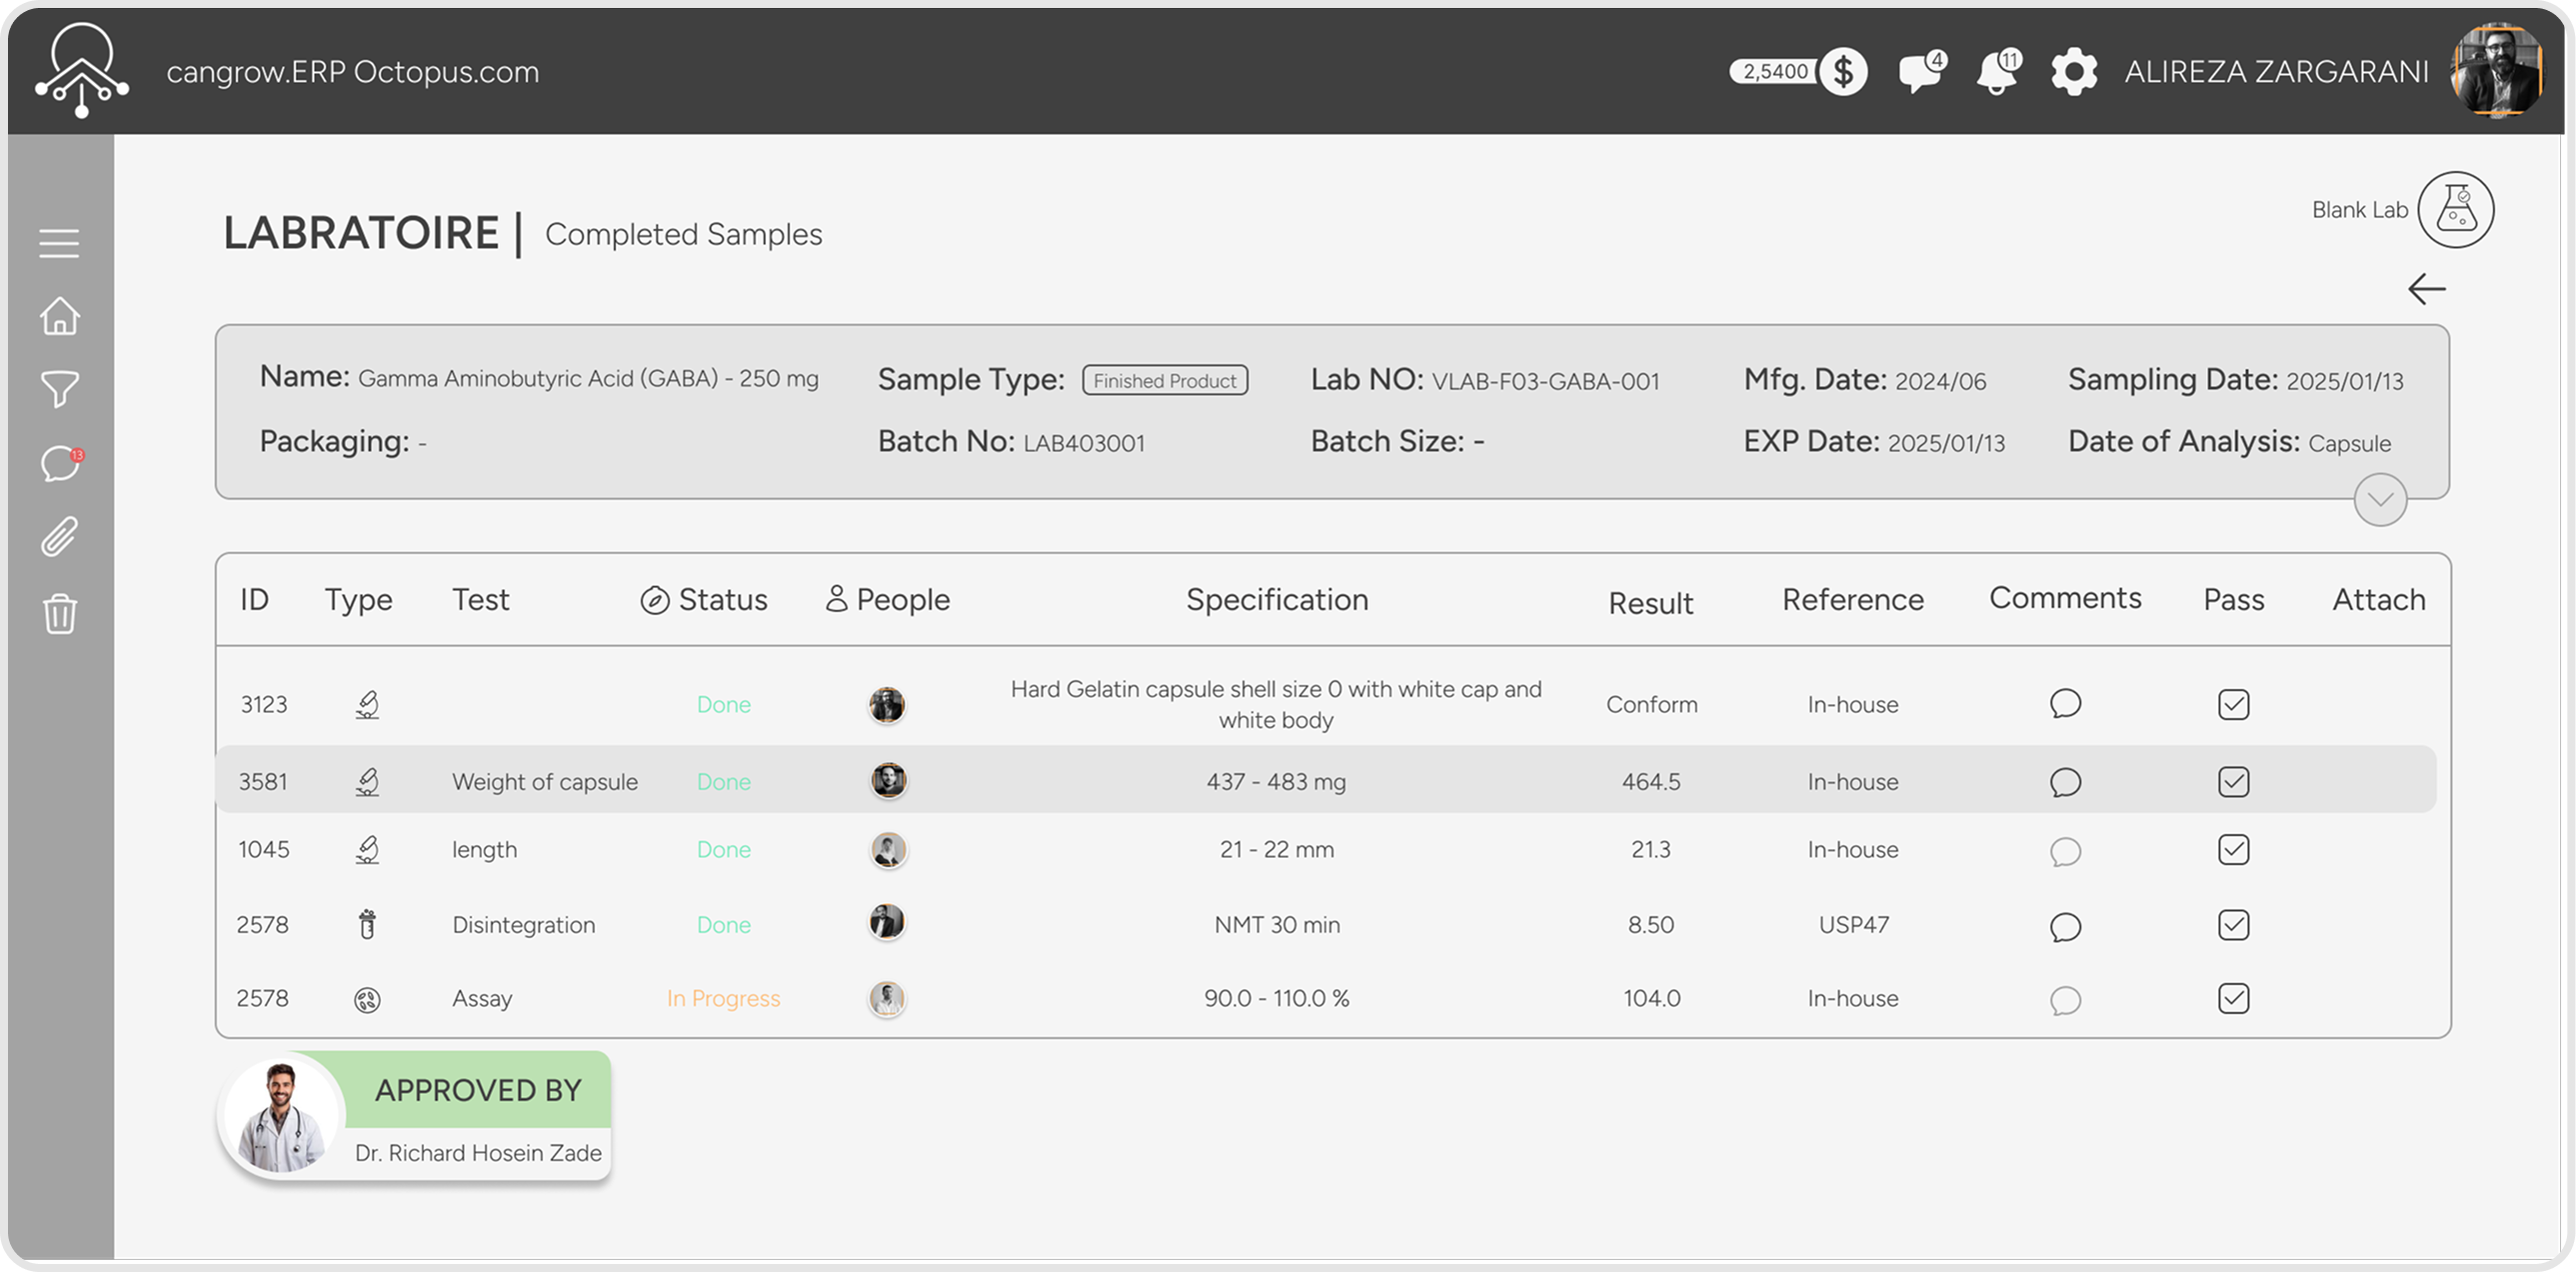 cangrow.ERP Octopus.com
2,5400 $ 4 11 ALIREZA ZARGARANI
LABRATOIRE | Completed Samples
Blank Lab
Name: Gamma Aminobutyric Acid (GABA) - 250 mg Sample Type: Finished Product Lab NO: VLAB-F03-GABA-001 Mfg. Date: 2024/06 Sampling Date: 2025/01/13
Packaging: - Batch No: LAB403001 Batch Size: - EXP Date: 2025/01/13 Date of Analysis: Capsule
13
ID Type Test Status People Specification Result Reference Comments Pass Attach
3123 Done Hard Gelatin capsule shell size 0 with white cap and Conform In-house
white body
3581 Weight of capsule Done 437 - 483 mg 464.5 In-house
1045 length Done 21 - 22 mm 21.3 In-house
2578 Disintegration Done NMT 30 min 8.50 USP47
2578 Assay In Progress 90.0 - 110.0 % 104.0 In-house
APPROVED BY
Dr. Richard Hosein Zade